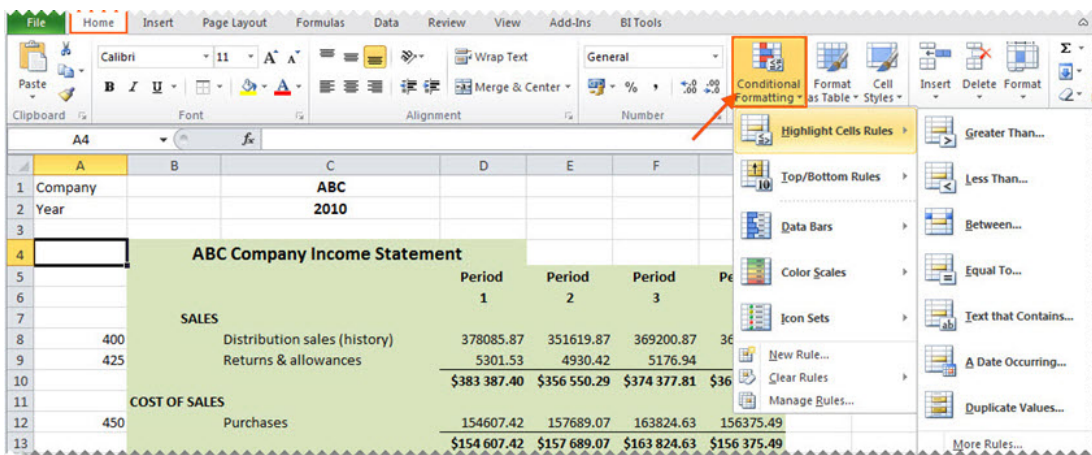 File Home Insert Page Layout Formulas Data Review View Add-Ins BI Tools
Calibri 11 A A Wrap Text General Σ
Paste B I U A Merge & Center % , .00 Conditional Formatting Format as Table Cell Styles Insert Delete Format
Clipboard Font Alignment Number
A4 fx
A B C D E F
1 Company ABC
2 Year 2010
3
4 ABC Company Income Statement
5 Period Period Period Pe
6 1 2 3
7 SALES
8 400 Distribution sales (history) 378085.87 351619.87 369200.87 36
9 425 Returns & allowances 5301.53 4930.42 5176.94
10 $383 387.40 $356 550.29 $374 377.81 $36
11 COST OF SALES
12 450 Purchases 154607.42 157689.07 163824.63 156375.49
13 $154 607.42 $157 689.07 $163 824.63 $156 375.49
Highlight Cells Rules
Top/Bottom Rules
Data Bars
Color Scales
Icon Sets
New Rule...
Clear Rules
Manage Rules...
Greater Than...
Less Than...
Between...
Equal To...
Text that Contains...
A Date Occurring...
Duplicate Values...
More Rules...